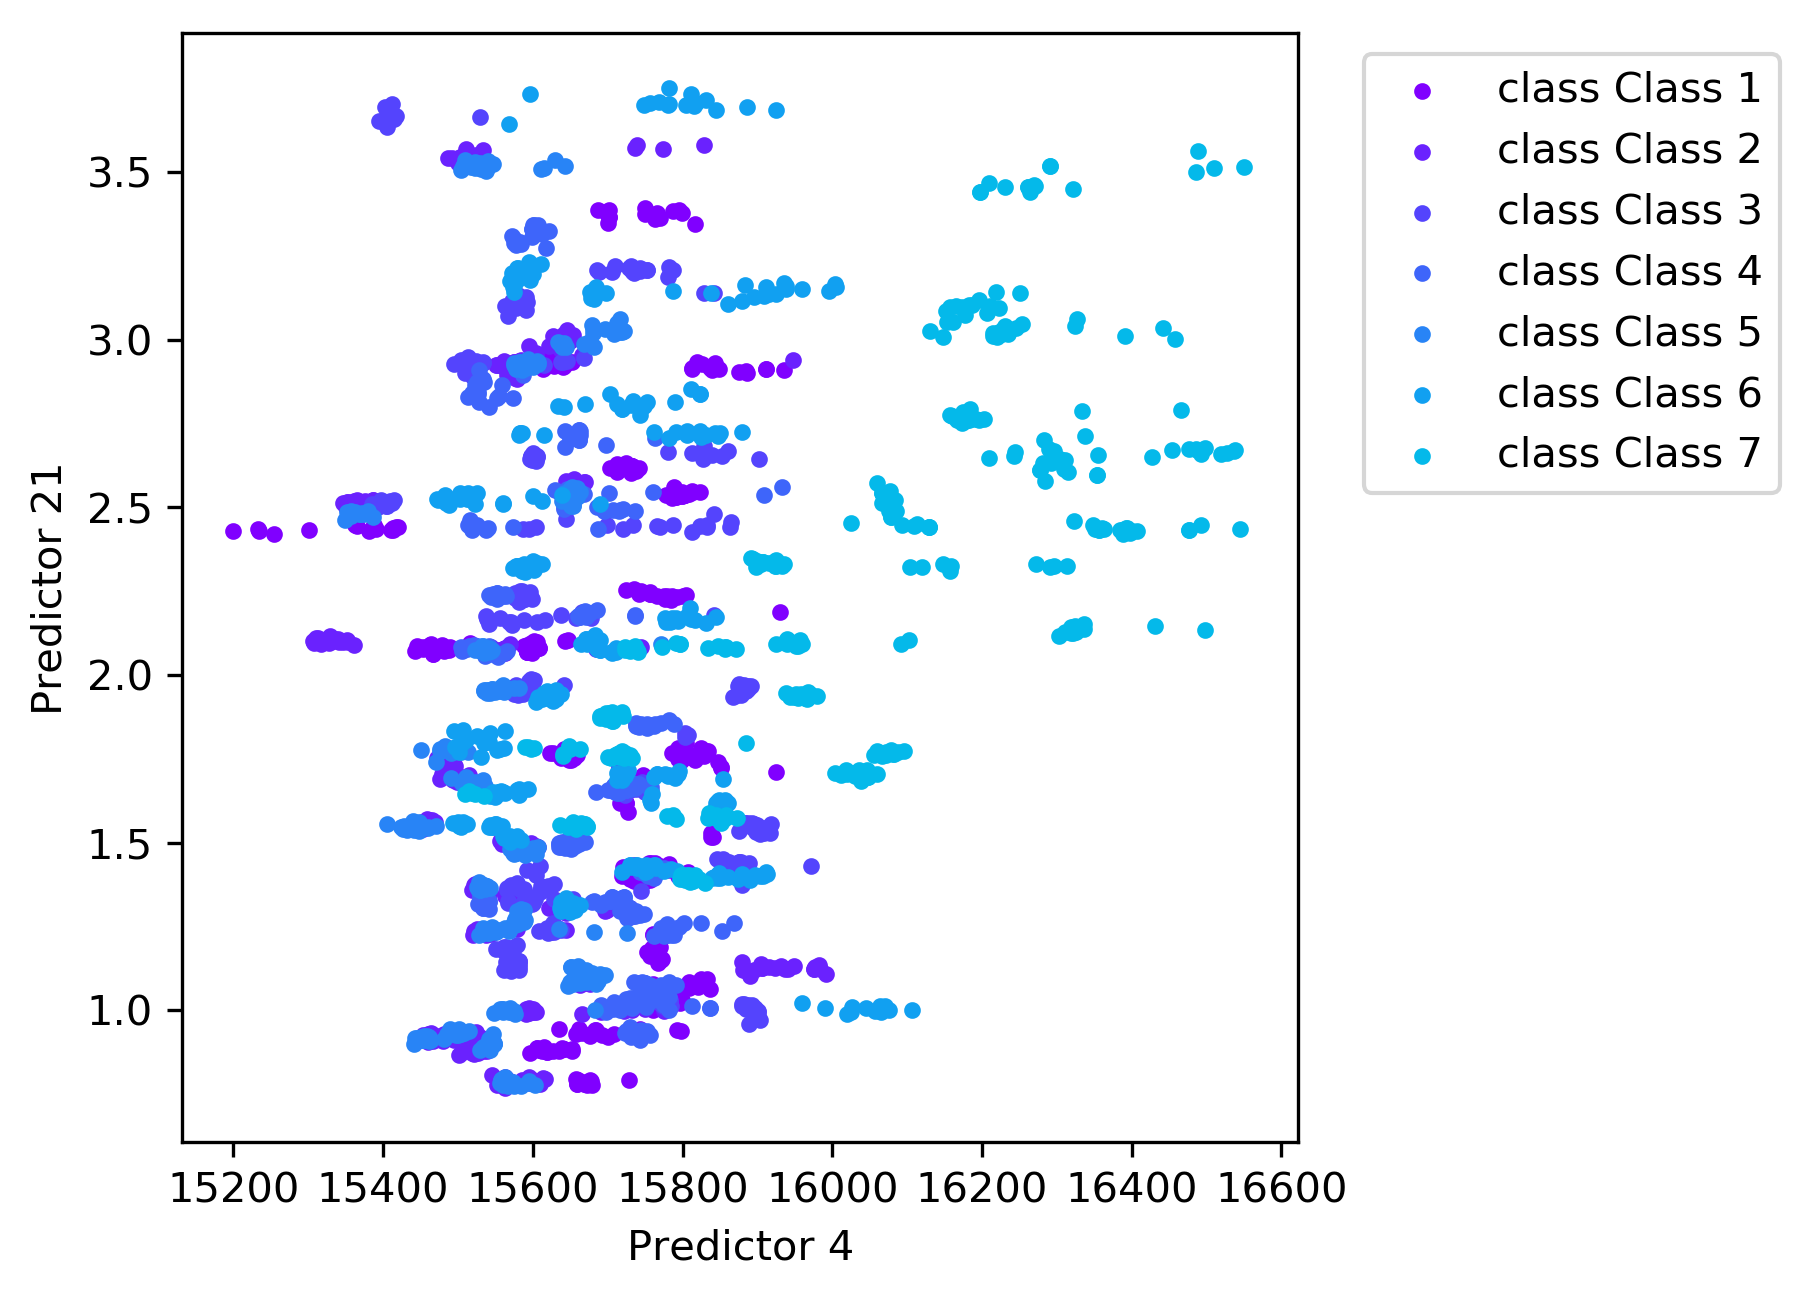 class Class 1
class Class 2
class Class 3
class Class 4
class Class 5
class Class 6
class Class 7
3.5
3.0
2.5
2.0
1.5
1.0
Predictor 21
15200 15400 15600 15800 16000 16200 16400 16600
Predictor 4